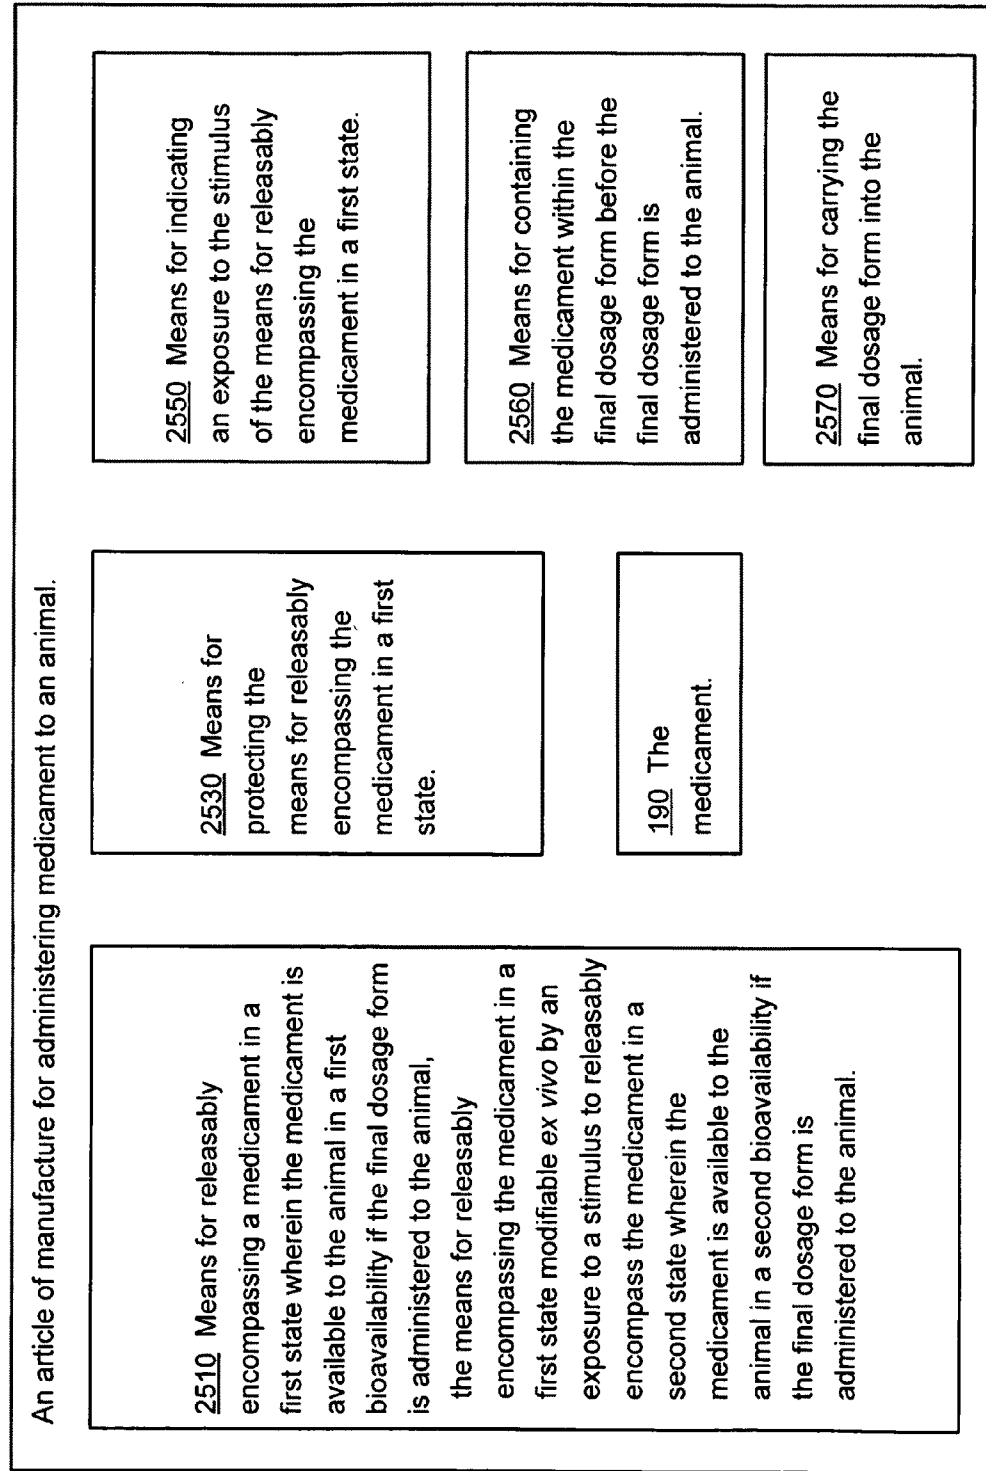 An article of manufacture for administering medicament to an animal.
2510 Means for releasably
encompassing a medicament in a
first state wherein the medicament is
available to the animal in a first
bioavailability if the final dosage form
is administered to the animal,
the means for releasably
encompassing the medicament in a
first state modifiable ex vivo by an
exposure to a stimulus to releasably
encompass the medicament in a
second state wherein the
medicament is available to the
animal in a second bioavailability if
the final dosage form is
administered to the animal.
2530 Means for
protecting the
means for releasably
encompassing the
medicament in a first
state.
190 The
medicament.
2550 Means for indicating
an exposure to the stimulus
of the means for releasably
encompassing the
medicament in a first state.
2560 Means for containing
the medicament within the
final dosage form before the
final dosage form is
administered to the animal.
2570 Means for carrying the
final dosage form into the
animal.